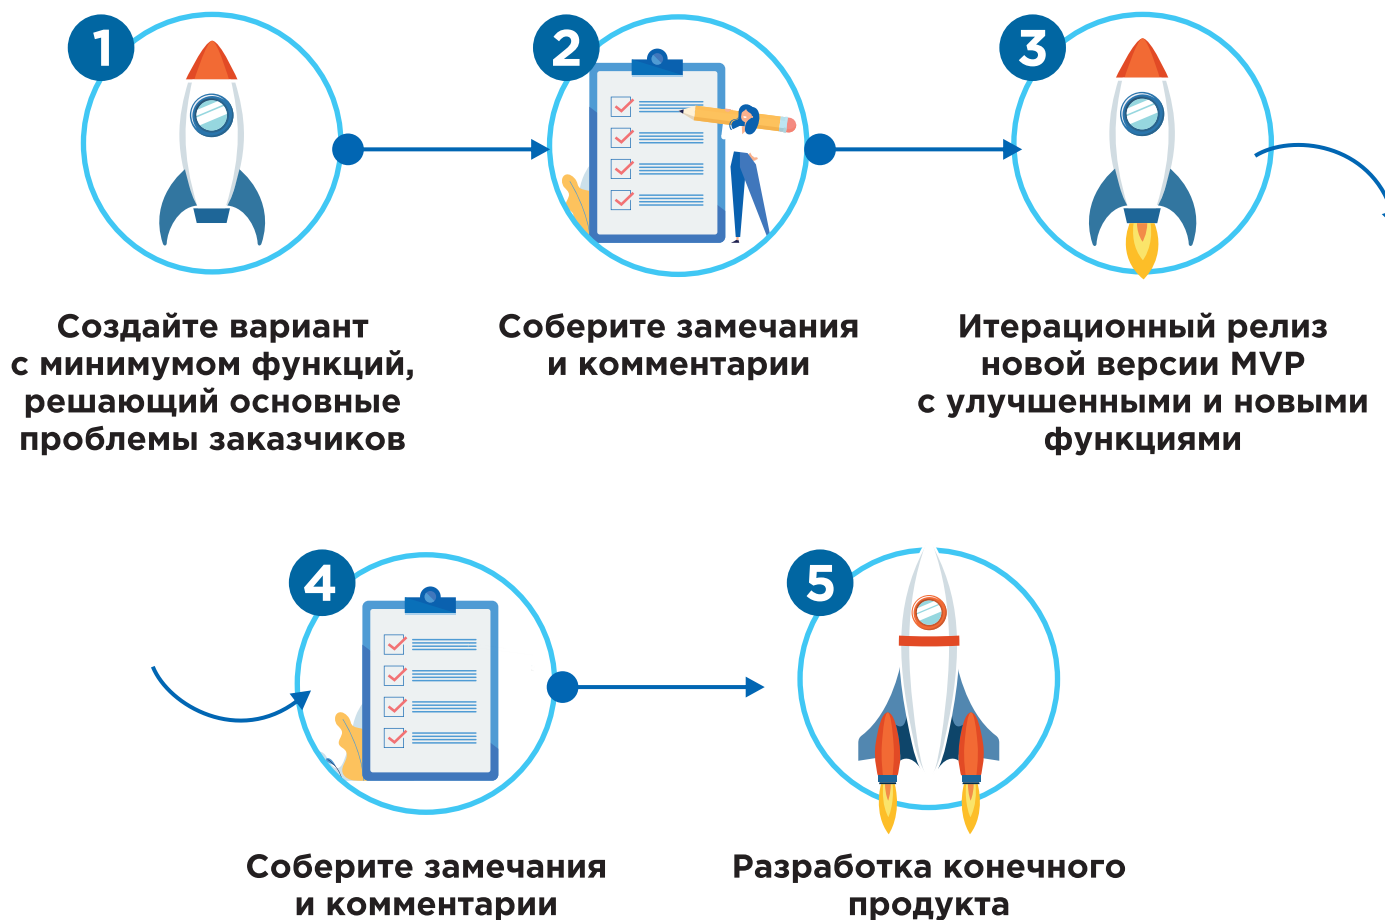 1
2
3
Создайте вариант
с минимумом функций,
решающий основные
проблемы заказчиков
Соберите замечания
и комментарии
Итерационный релиз
новой версии MVP
с улучшенными и новыми
функциями
4
5
Соберите замечания
и комментарии
Разработка конечного
продукта